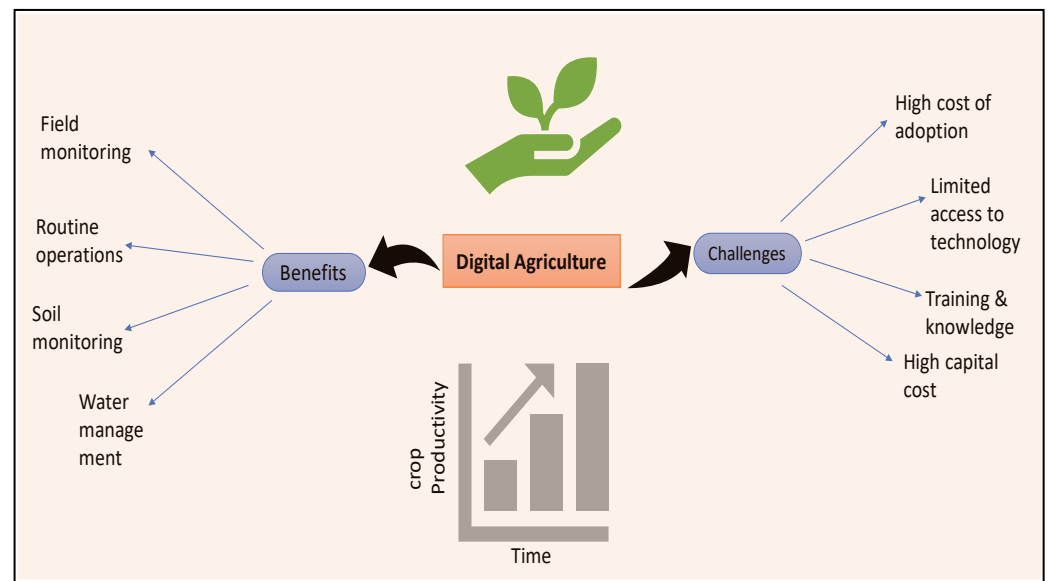 Field
monitoring
Routine
operations
Soil
monitoring
Water
manage
ment
Benefits
Digital Agriculture
Challenges
High cost of
adoption
Limited
access to
technology
Training &
knowledge
High capital
cost
crop
Productivity
Time